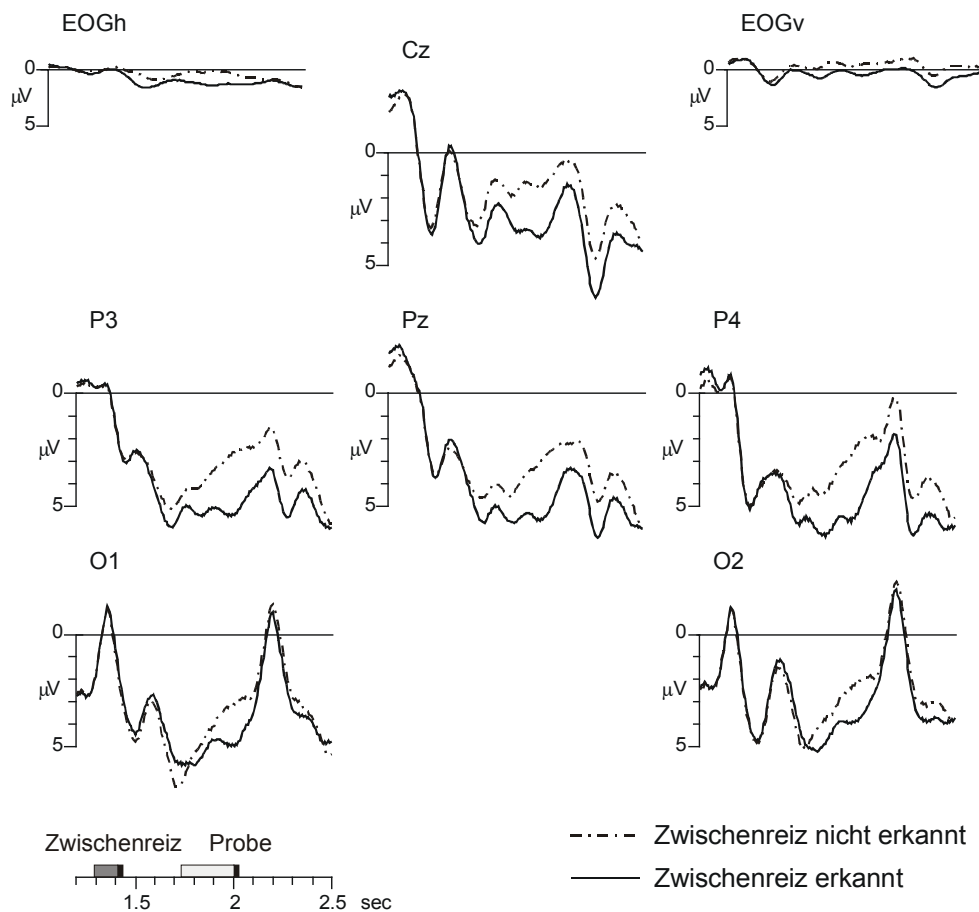 EOGh
Cz
EOGv
0
µV
5
0
µV
5
0
µV
5
P3
Pz
P4
0
µV
5
0
µV
5
0
µV
5
O1
O2
0
µV
5
0
µV
5
Zwischenreiz Probe
1.5 2 2.5 sec
Zwischenreiz nicht erkannt
Zwischenreiz erkannt